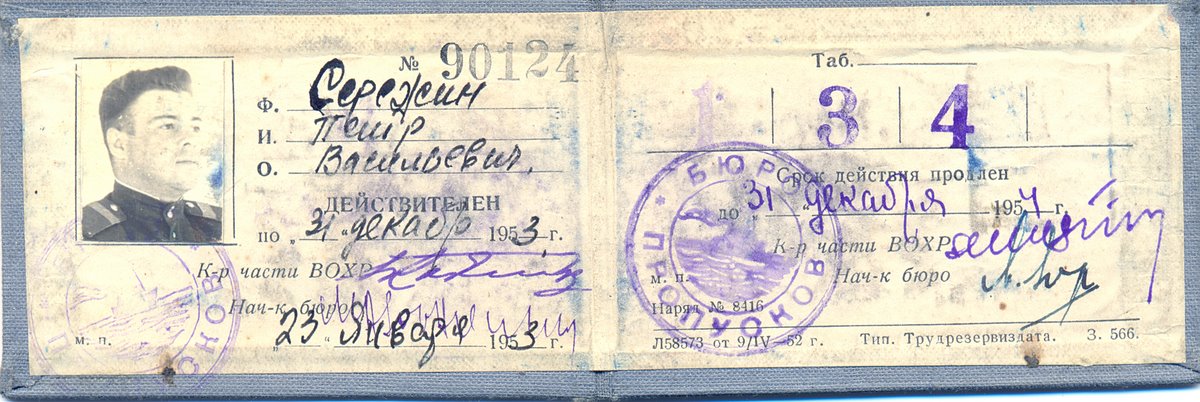 № 90124
Ф. Сережин
И. Петр
О. Васильевич.
ДЕЙСТВИТЕЛЕН
по „31 “ декабр 1953 г.
К-р части ВОХР
Нач-к бюро
„23 “ Января 1953 г.
м. п.
Таб.
1 3 4
БЮРО ПРОПУСКОВ
Срок действия продлен
до „31 “ декабря 1954 г.
К-р части ВОХР
м. п. Нач-к бюро
Наряд № 8416
Л58573 от 9/IV—52 г. Тип. Трудрезервиздата. З. 566.